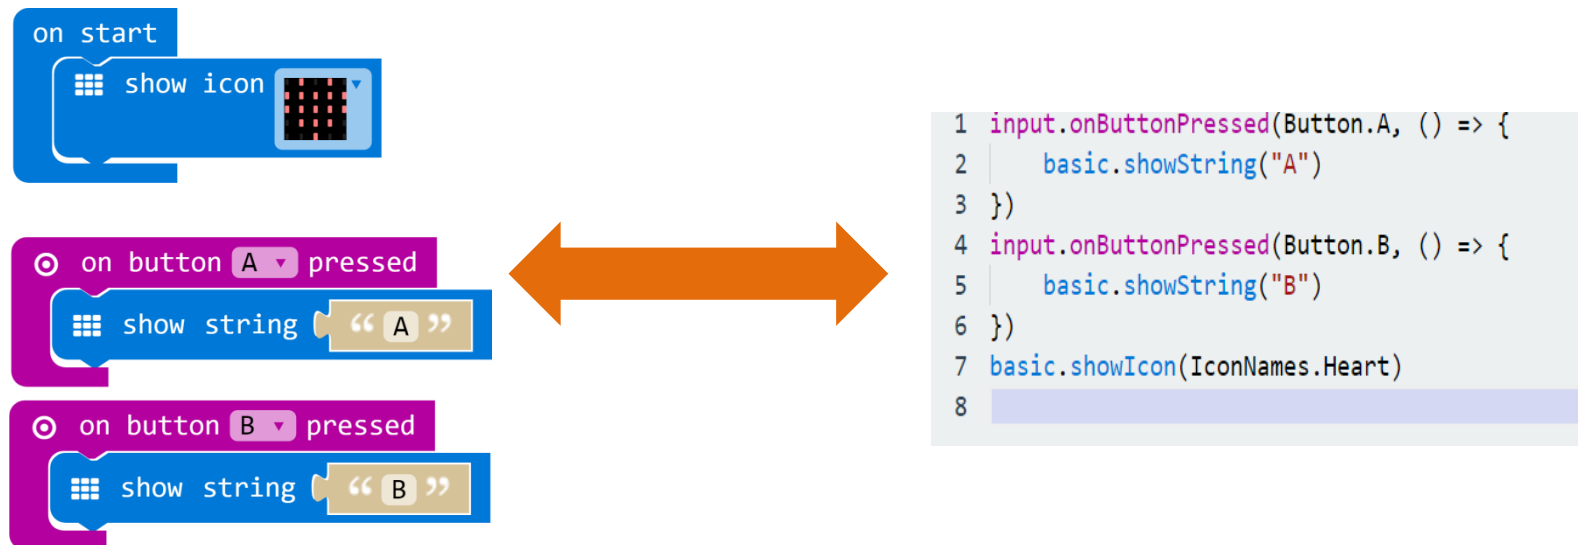 on start
show icon
on button A pressed
show string “ A ”
on button B pressed
show string “ B ”
1 input.onButtonPressed(Button.A, () => {
2     basic.showString("A")
3 })
4 input.onButtonPressed(Button.B, () => {
5     basic.showString("B")
6 })
7 basic.showIcon(IconNames.Heart)
8